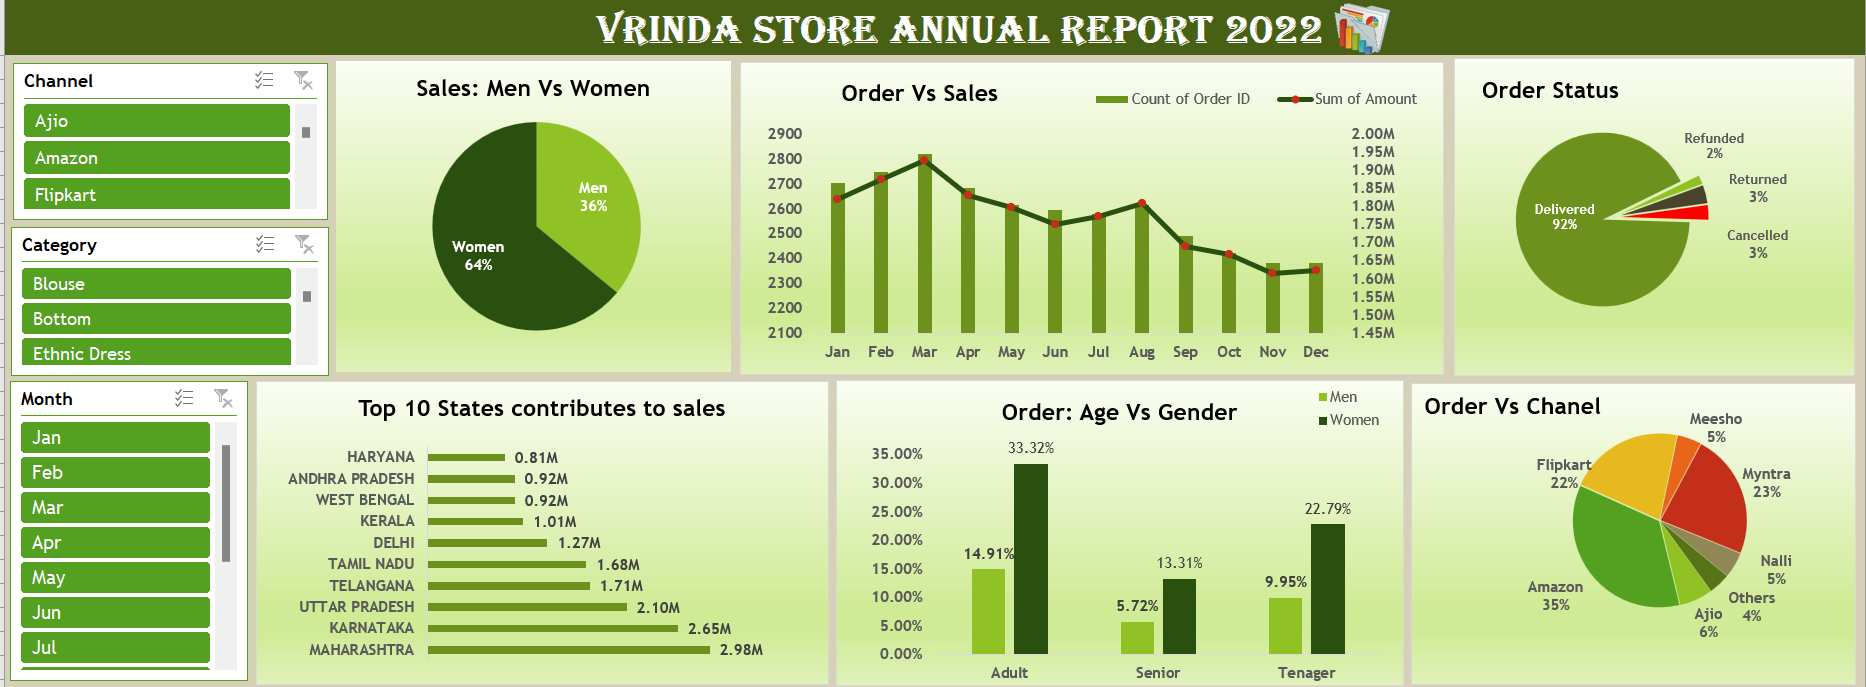 VRINDA STORE ANNUAL REPORT 2022
Channel
Ajio
Amazon
Flipkart
Category
Blouse
Bottom
Ethnic Dress
Month
Jan
Feb
Mar
Apr
May
Jun
Jul
Sales: Men Vs Women
Men
36%
Women
64%
Order Vs Sales
Count of Order ID
Sum of Amount
2900
2800
2700
2600
2500
2400
2300
2200
2100
2.00M
1.95M
1.90M
1.85M
1.80M
1.75M
1.70M
1.65M
1.60M
1.55M
1.50M
1.45M
Jan Feb Mar Apr May Jun Jul Aug Sep Oct Nov Dec
Order Status
Refunded
2%
Returned
3%
Delivered
92%
Cancelled
3%
Top 10 States contributes to sales
HARYANA 0.81M
ANDHRA PRADESH 0.92M
WEST BENGAL 0.92M
KERALA 1.01M
DELHI 1.27M
TAMIL NADU 1.68M
TELANGANA 1.71M
UTTAR PRADESH 2.10M
KARNATAKA 2.65M
MAHARASHTRA 2.98M
Order: Age Vs Gender
Men
Women
35.00%
30.00%
25.00%
20.00%
15.00%
10.00%
5.00%
0.00%
14.91%
33.32%
5.72%
13.31%
9.95%
22.79%
Adult Senior Tenager
Order Vs Chanel
Meesho
5%
Flipkart
22%
Myntra
23%
Nalli
5%
Amazon
35%
Others
4%
Ajio
6%